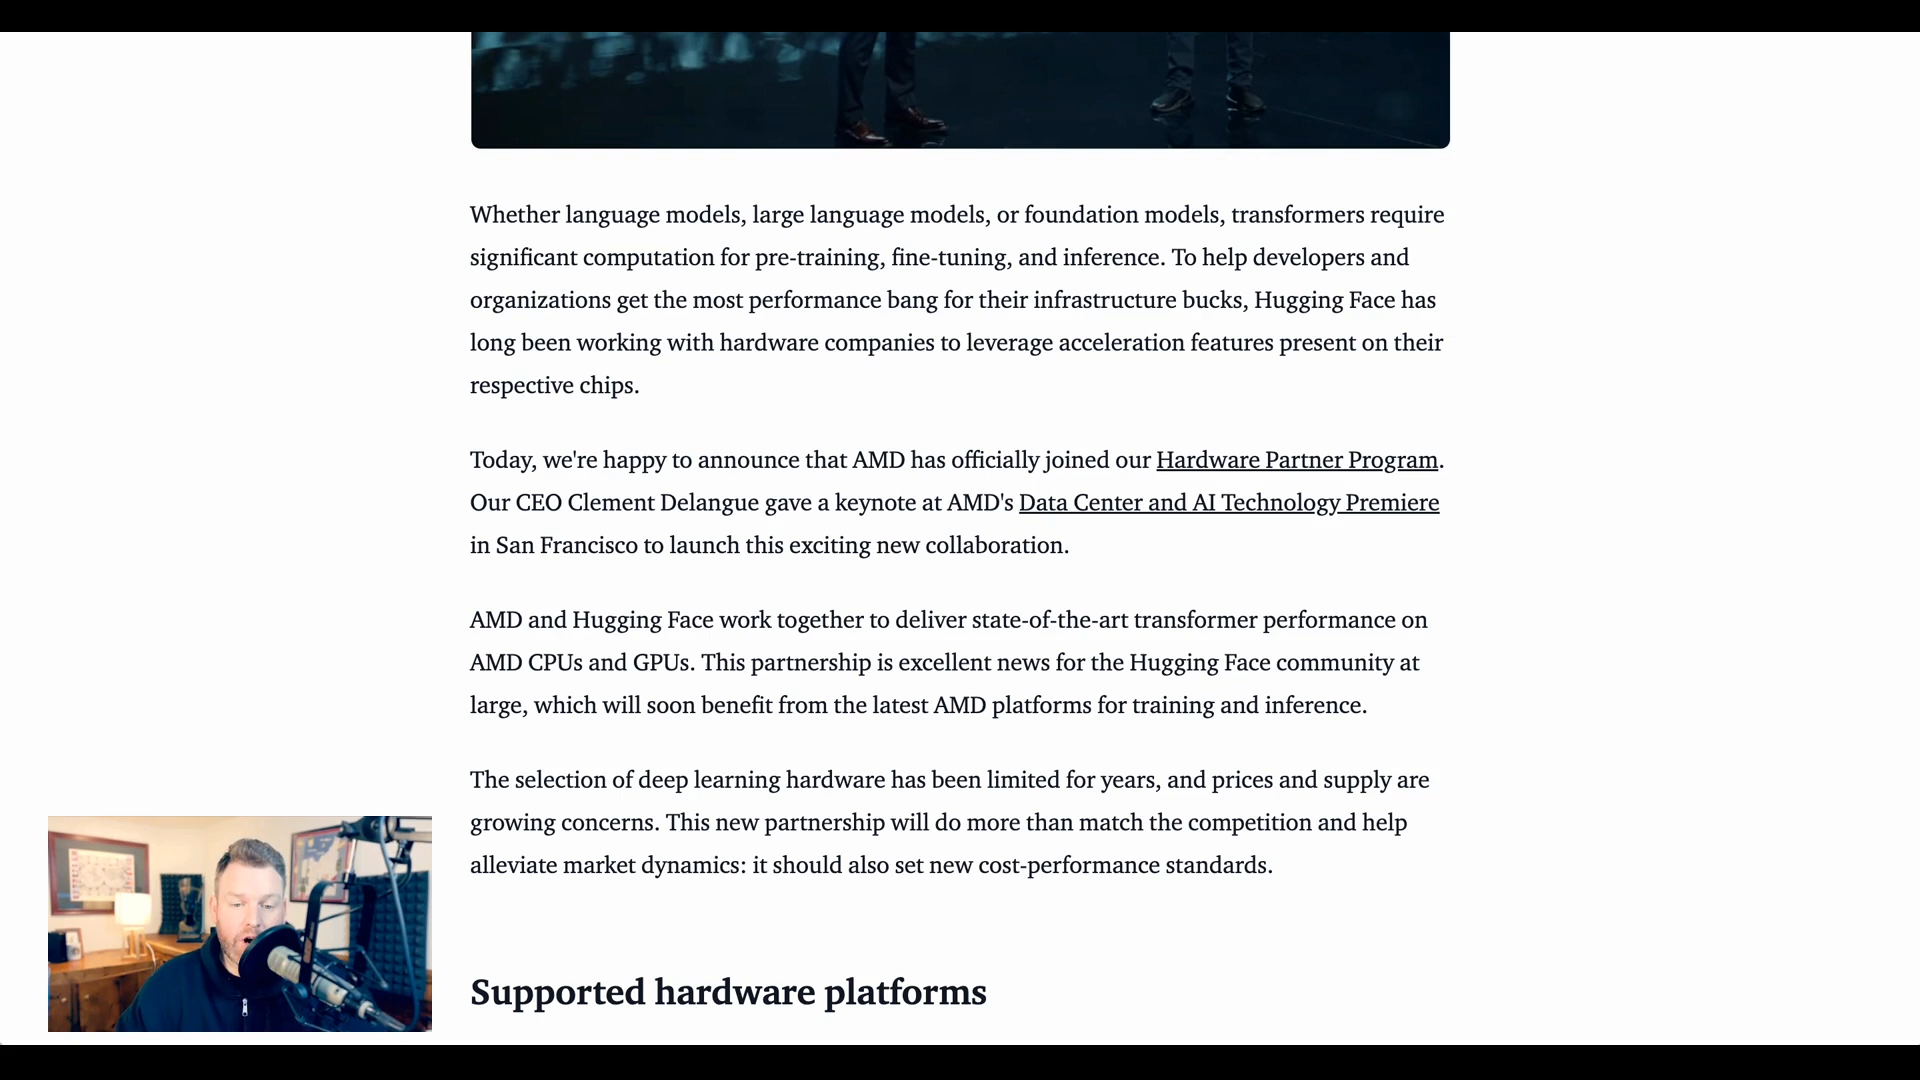 Whether language models, large language models, or foundation models, transformers require
significant computation for pre-training, fine-tuning, and inference. To help developers and
organizations get the most performance bang for their infrastructure bucks, Hugging Face has
long been working with hardware companies to leverage acceleration features present on their
respective chips.
Today, we're happy to announce that AMD has officially joined our Hardware Partner Program.
Our CEO Clement Delangue gave a keynote at AMD's Data Center and AI Technology Premiere
in San Francisco to launch this exciting new collaboration.
AMD and Hugging Face work together to deliver state-of-the-art transformer performance on
AMD CPUs and GPUs. This partnership is excellent news for the Hugging Face community at
large, which will soon benefit from the latest AMD platforms for training and inference.
The selection of deep learning hardware has been limited for years, and prices and supply are
growing concerns. This new partnership will do more than match the competition and help
alleviate market dynamics: it should also set new cost-performance standards.
Supported hardware platforms